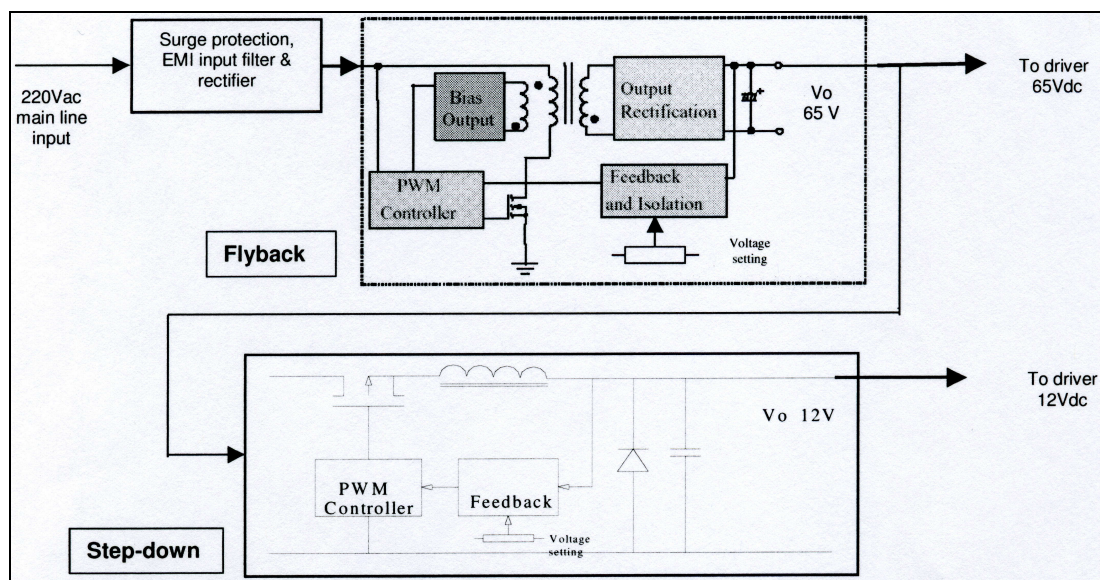 Surge protection,
EMI input filter &
rectifier
220Vac
main line
input
Bias
Output
Output
Rectification
Vo
65 V
To driver
65Vdc
PWM
Controller
Feedback
and Isolation
Voltage
setting
Flyback
To driver
12Vdc
Vo 12V
PWM
Controller
Feedback
Voltage
setting
Step-down